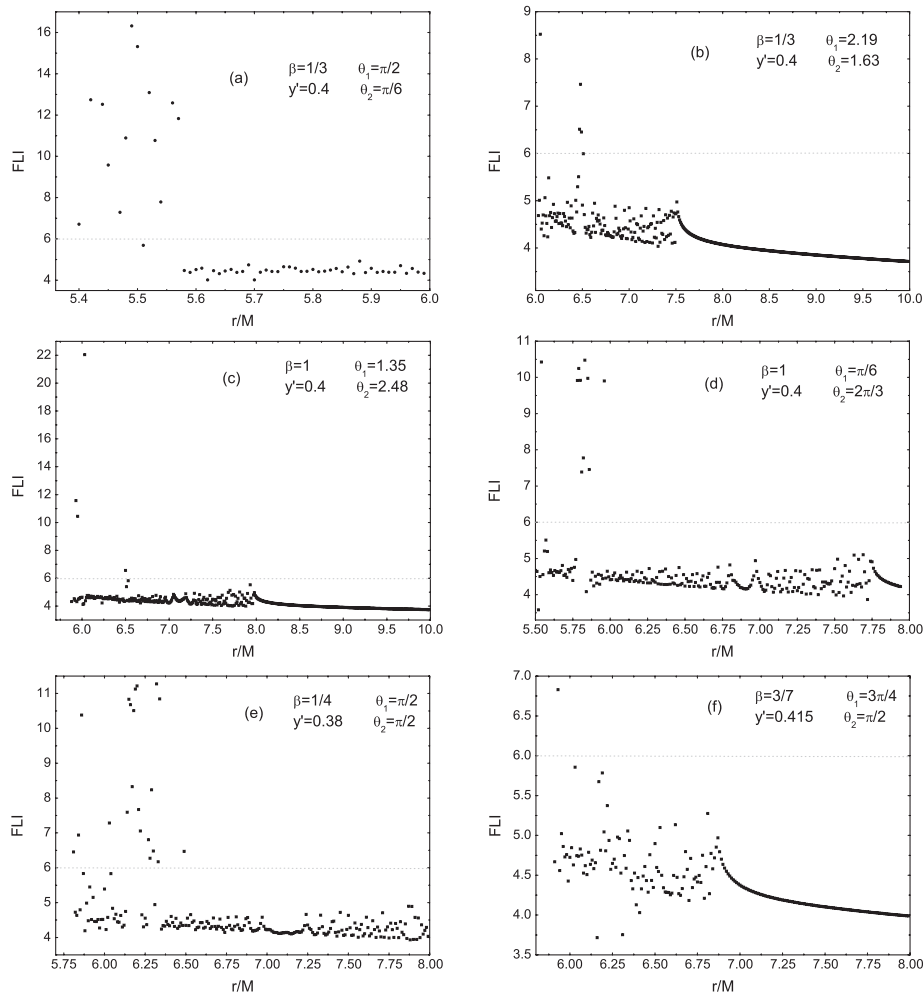 16
14
12
10
8
6
4
FLI
(a)
β=1/3 θ1=π/2
y'=0.4 θ2=π/6
5.4 5.5 5.6 5.7 5.8 5.9 6.0
r/M
9
8
7
6
5
4
FLI
(b)
β=1/3 θ1=2.19
y'=0.4 θ2=1.63
6.0 6.5 7.0 7.5 8.0 8.5 9.0 9.5 10.0
r/M
22
20
18
16
14
12
10
8
6
4
FLI
(c)
β=1 θ1=1.35
y'=0.4 θ2=2.48
6.0 6.5 7.0 7.5 8.0 8.5 9.0 9.5 10.0
r/M
11
10
9
8
7
6
5
4
FLI
(d)
β=1 θ1=π/6
y'=0.4 θ2=2π/3
5.50 5.75 6.00 6.25 6.50 6.75 7.00 7.25 7.50 7.75 8.00
r/M
11
10
9
8
7
6
5
4
FLI
(e)
β=1/4 θ1=π/2
y'=0.38 θ2=π/2
5.75 6.00 6.25 6.50 6.75 7.00 7.25 7.50 7.75 8.00
r/M
7.0
6.5
6.0
5.5
5.0
4.5
4.0
3.5
FLI
(f)
β=3/7 θ1=3π/4
y'=0.415 θ2=π/2
6.00 6.25 6.50 6.75 7.00 7.25 7.50 7.75 8.00
r/M